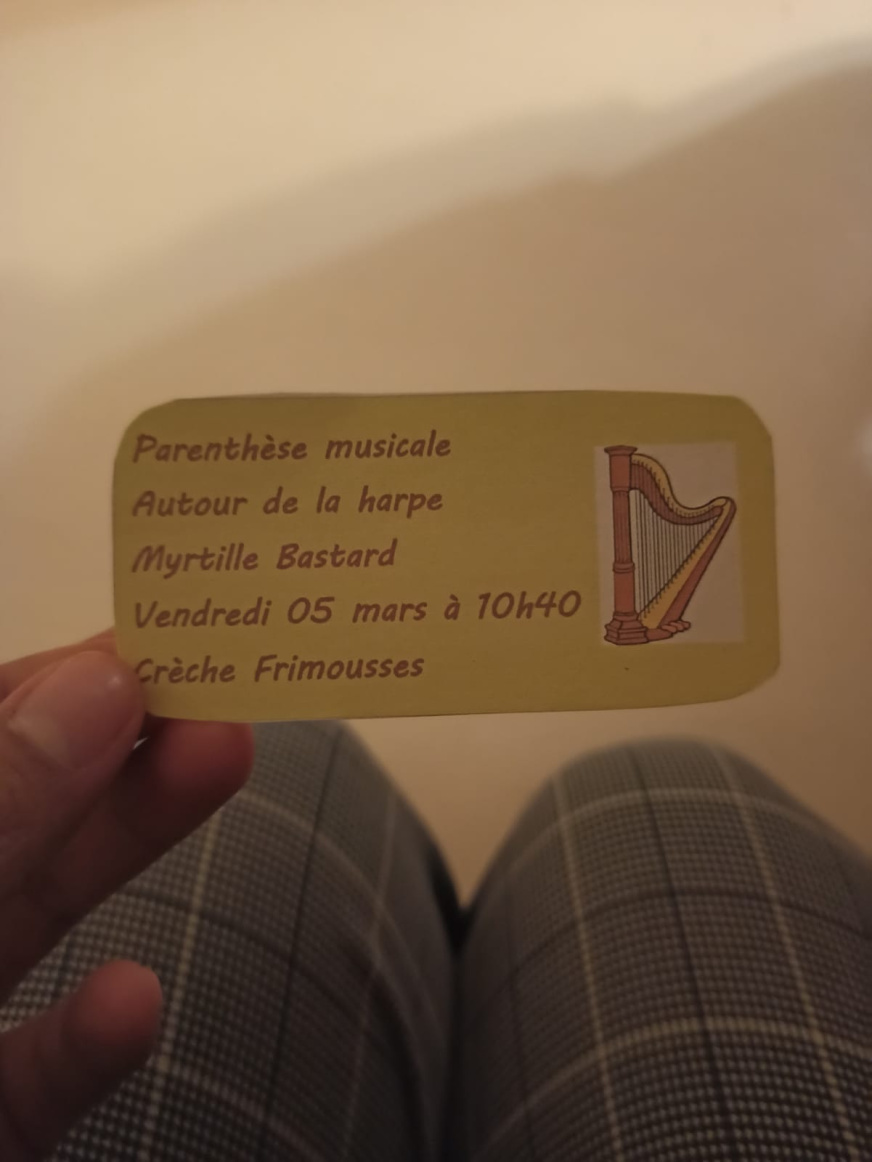 Parenthèse musicale
Autour de la harpe
Myrtille Bastard
Vendredi 05 mars à 10h40
Crèche Frimousses